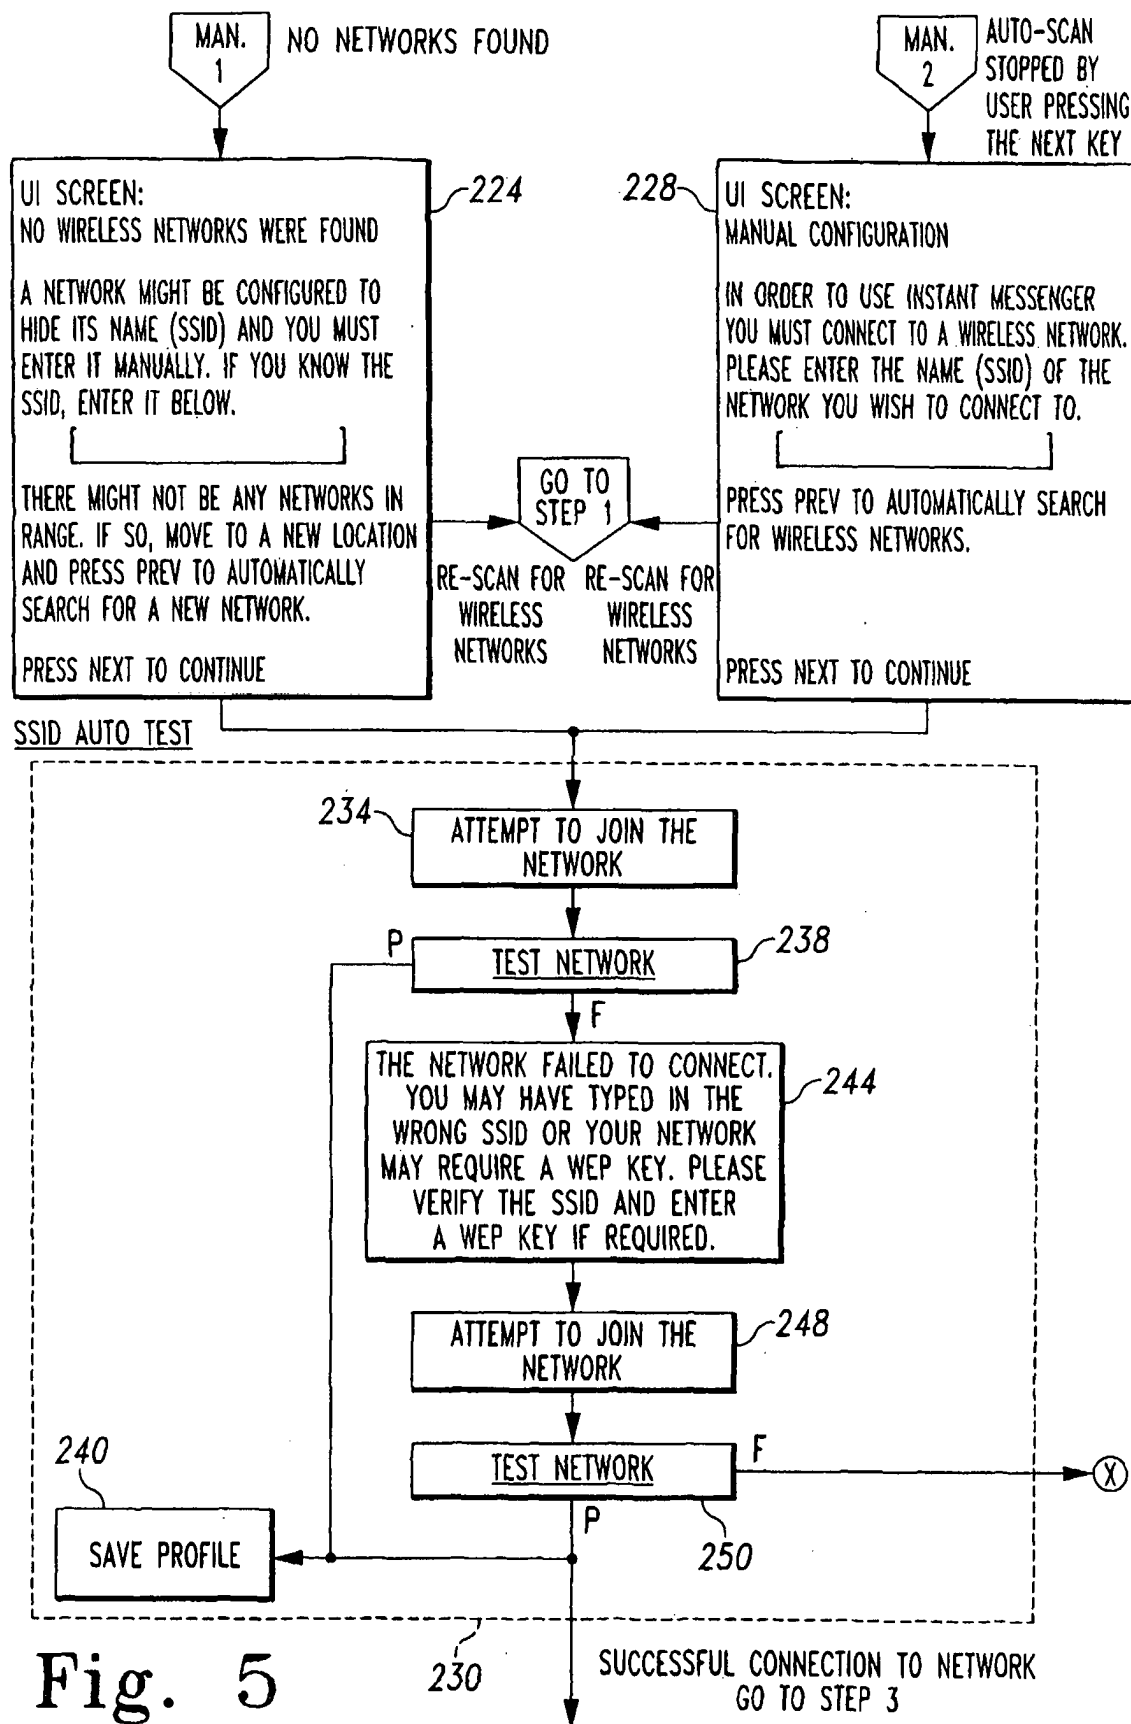 MAN.
1
NO NETWORKS FOUND
MAN.
2
AUTO-SCAN
STOPPED BY
USER PRESSING
THE NEXT KEY
224
UI SCREEN:
NO WIRELESS NETWORKS WERE FOUND
A NETWORK MIGHT BE CONFIGURED TO
HIDE ITS NAME (SSID) AND YOU MUST
ENTER IT MANUALLY. IF YOU KNOW THE
SSID, ENTER IT BELOW.
THERE MIGHT NOT BE ANY NETWORKS IN
RANGE. IF SO, MOVE TO A NEW LOCATION
AND PRESS PREV TO AUTOMATICALLY
SEARCH FOR A NEW NETWORK.
PRESS NEXT TO CONTINUE
GO TO
STEP 1
RE-SCAN FOR
WIRELESS
NETWORKS
RE-SCAN FOR
WIRELESS
NETWORKS
228
UI SCREEN:
MANUAL CONFIGURATION
IN ORDER TO USE INSTANT MESSENGER
YOU MUST CONNECT TO A WIRELESS NETWORK.
PLEASE ENTER THE NAME (SSID) OF THE
NETWORK YOU WISH TO CONNECT TO.
PRESS PREV TO AUTOMATICALLY SEARCH
FOR WIRELESS NETWORKS.
PRESS NEXT TO CONTINUE
SSID AUTO TEST
234
ATTEMPT TO JOIN THE
NETWORK
P
TEST NETWORK
238
F
THE NETWORK FAILED TO CONNECT.
YOU MAY HAVE TYPED IN THE
WRONG SSID OR YOUR NETWORK
MAY REQUIRE A WEP KEY. PLEASE
VERIFY THE SSID AND ENTER
A WEP KEY IF REQUIRED.
244
ATTEMPT TO JOIN THE
NETWORK
248
TEST NETWORK
F
X
P
250
240
SAVE PROFILE
230
SUCCESSFUL CONNECTION TO NETWORK
GO TO STEP 3
Fig. 5